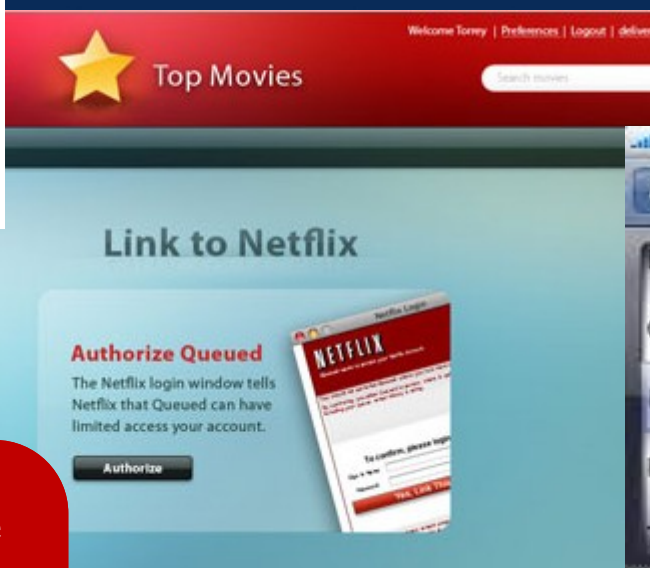 Welcome Torrey | Preferences | Logout | deliver
Top Movies
Search movies
Link to Netflix
Netflix Login
NETFLIX
Authorize Queued
The Netflix login window tells
Netflix that Queued can have
limited access your account.
To confirm, please login
Password
Yes, Link This
Authorize